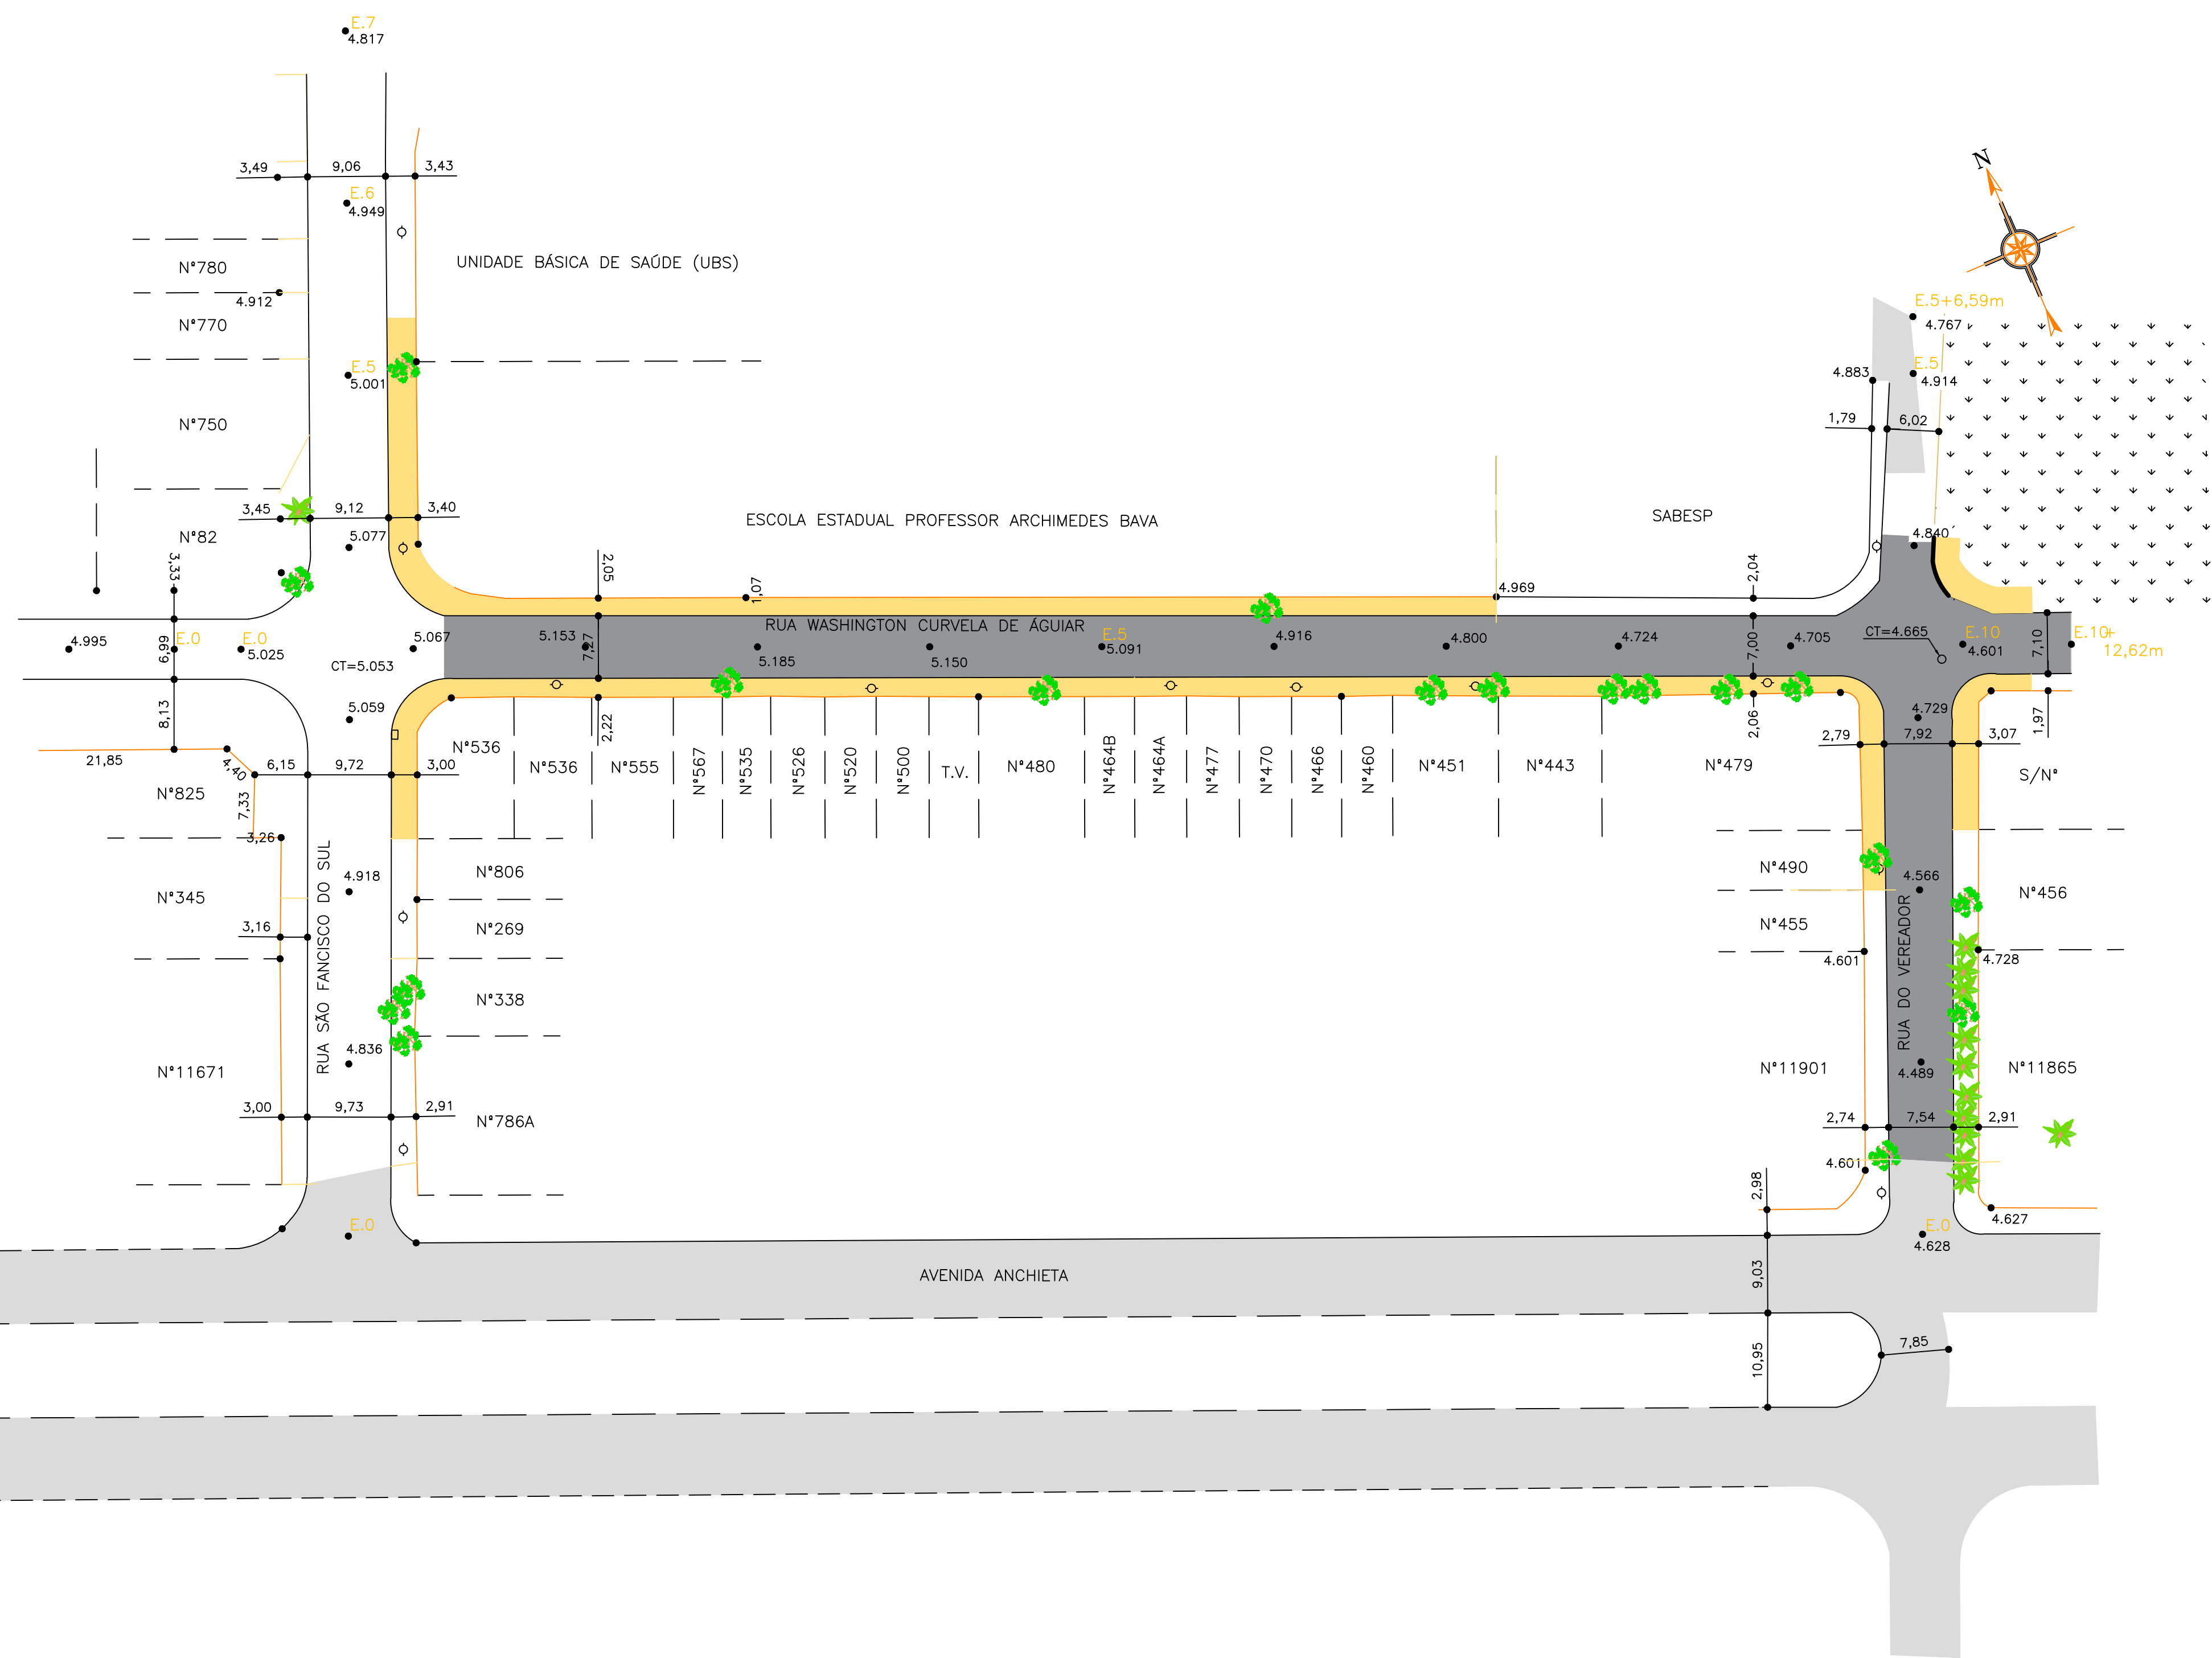 E.7
4.817
3,49
9,06
3,43
N
E.6
4.949
UNIDADE BÁSICA DE SAÚDE (UBS)
N°780
4.912
N°770
E.5+6,59m
4.767
E.5
5.001
4.883
E.5
4.914
N°750
1,79
6,02
3,45
9,12
3,40
ESCOLA ESTADUAL PROFESSOR ARCHIMEDES BAVA
SABESP
N°82
5.077
4.840
3,33
2,05
1,07
4.969
2,04
RUA WASHINGTON CURVELA DE ÁGUIAR
4.995
6,99
E.0
E.0
5.025
5.067
CT=5.053
5.153
7,27
5.185
5.150
E.5
5.091
4.916
4.800
4.724
7,00
4.705
CT=4.665
E.10
4.601
7,10
E.10+
12,62m
8,13
5.059
2,22
2,06
4.729
1,97
21,85
4,40
6,15
9,72
3,00
N°536
N°536
N°555
N°567
N°535
N°526
N°520
N°500
T.V.
N°480
N°464B
N°464A
N°477
N°470
N°466
N°460
N°451
N°443
N°479
2,79
7,92
3,07
S/N°
N°825
7,33
3,26
N°806
N°490
4.566
N°345
4.918
N°456
3,16
N°269
N°455
4.601
4.728
RUA SÃO FANCISCO DO SUL
RUA DO VEREADOR
N°338
4.836
N°11671
N°11901
4.489
N°11865
3,00
9,73
2,91
N°786A
2,74
7,54
2,91
4.601
2,98
E.0
4.627
E.0
4.628
AVENIDA ANCHIETA
9,03
7,85
10,95